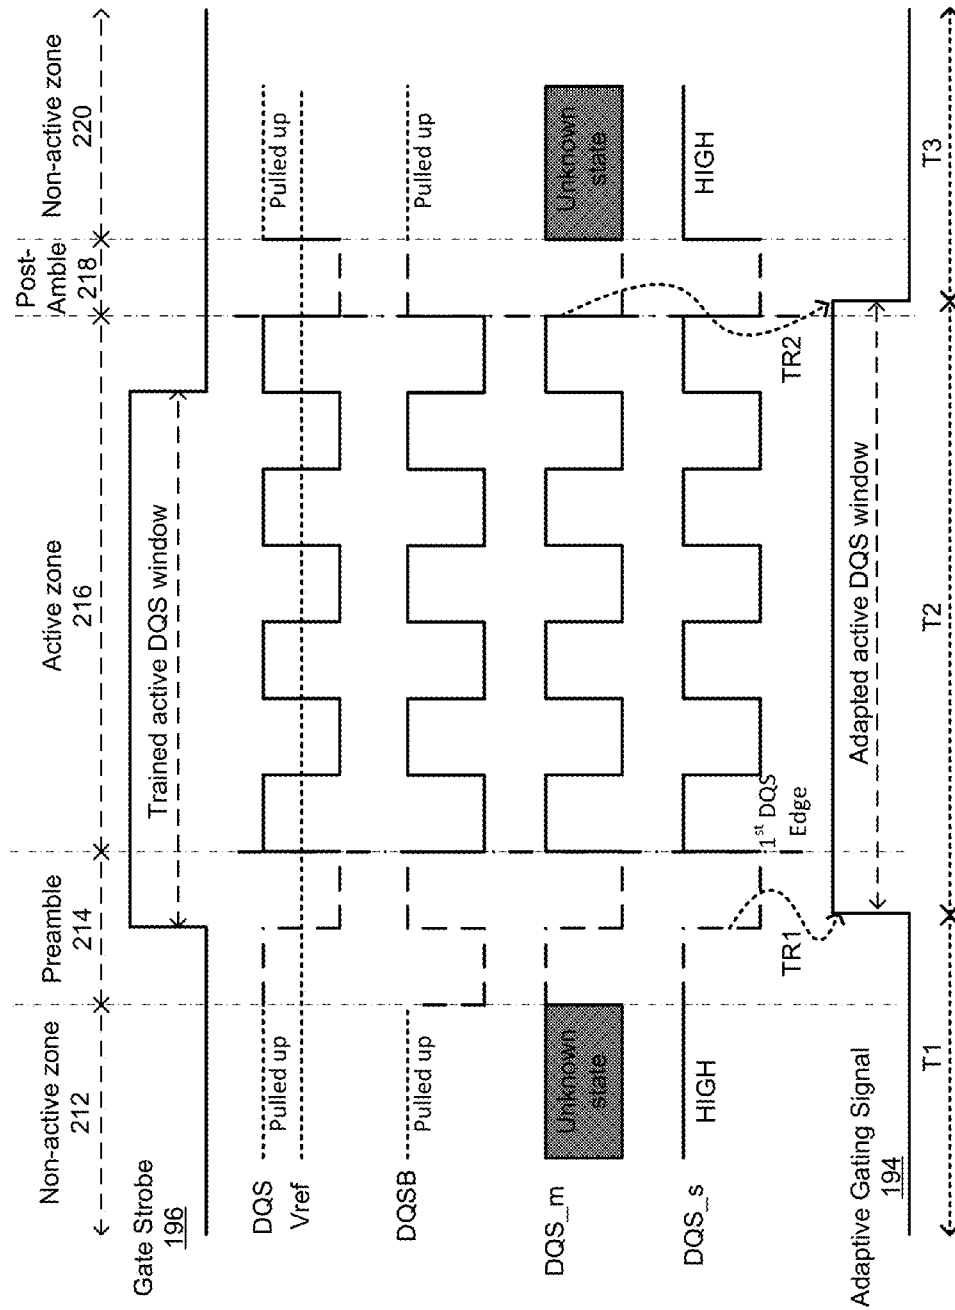 Non-active zone
212
Preamble
214
Active zone
216
Post-
Amble
218
Non-active zone
220
Gate Strobe
196
Trained active DQS window
DQS
Pulled up
Pulled up
Vref
DQSB
Pulled up
Pulled up
DQS_m
Unknown
state
Unknown
state
DQS_s
HIGH
HIGH
1st DQS
Edge
TR1
TR2
Adaptive Gating Signal
194
Adapted active DQS window
T1
T2
T3